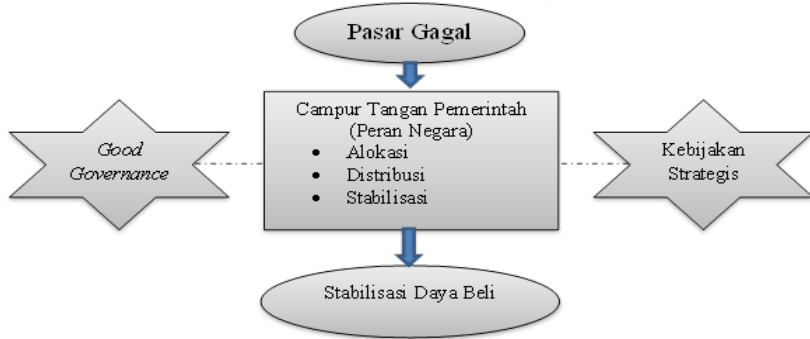 Pasar Gagal
Campur Tangan Pemerintah
(Peran Negara)
• Alokasi
• Distribusi
• Stabilisasi
Good
Governance
Kebijakan
Strategis
Stabilisasi Daya Beli